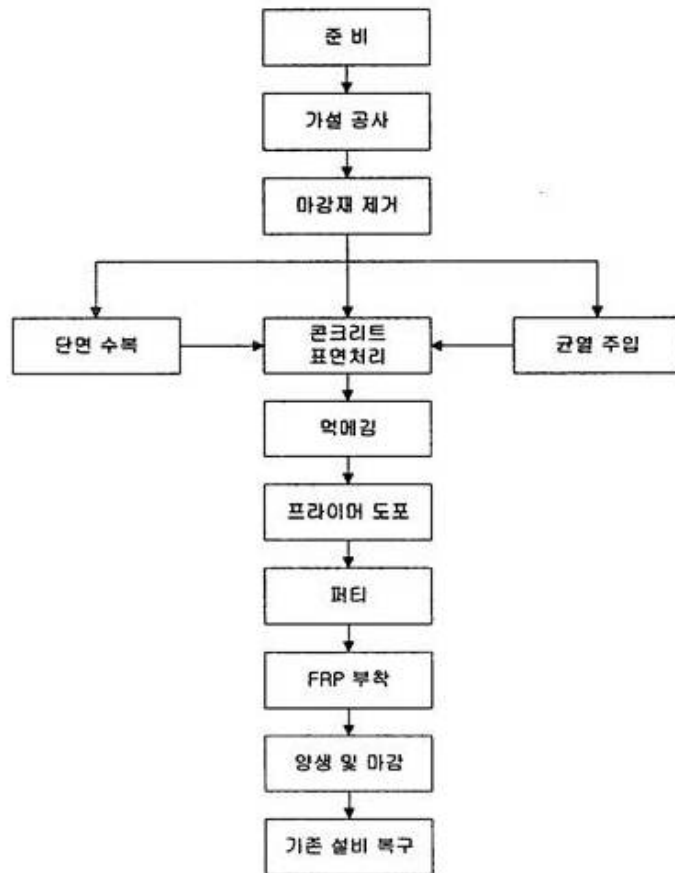 준 비
가설 공사
마강재 제거
단면 수복
콘크리트
표연처리
균열 주입
먹메김
프라이머 도포
퍼티
FRP 부착
양생 및 마감
기존 설비 복구